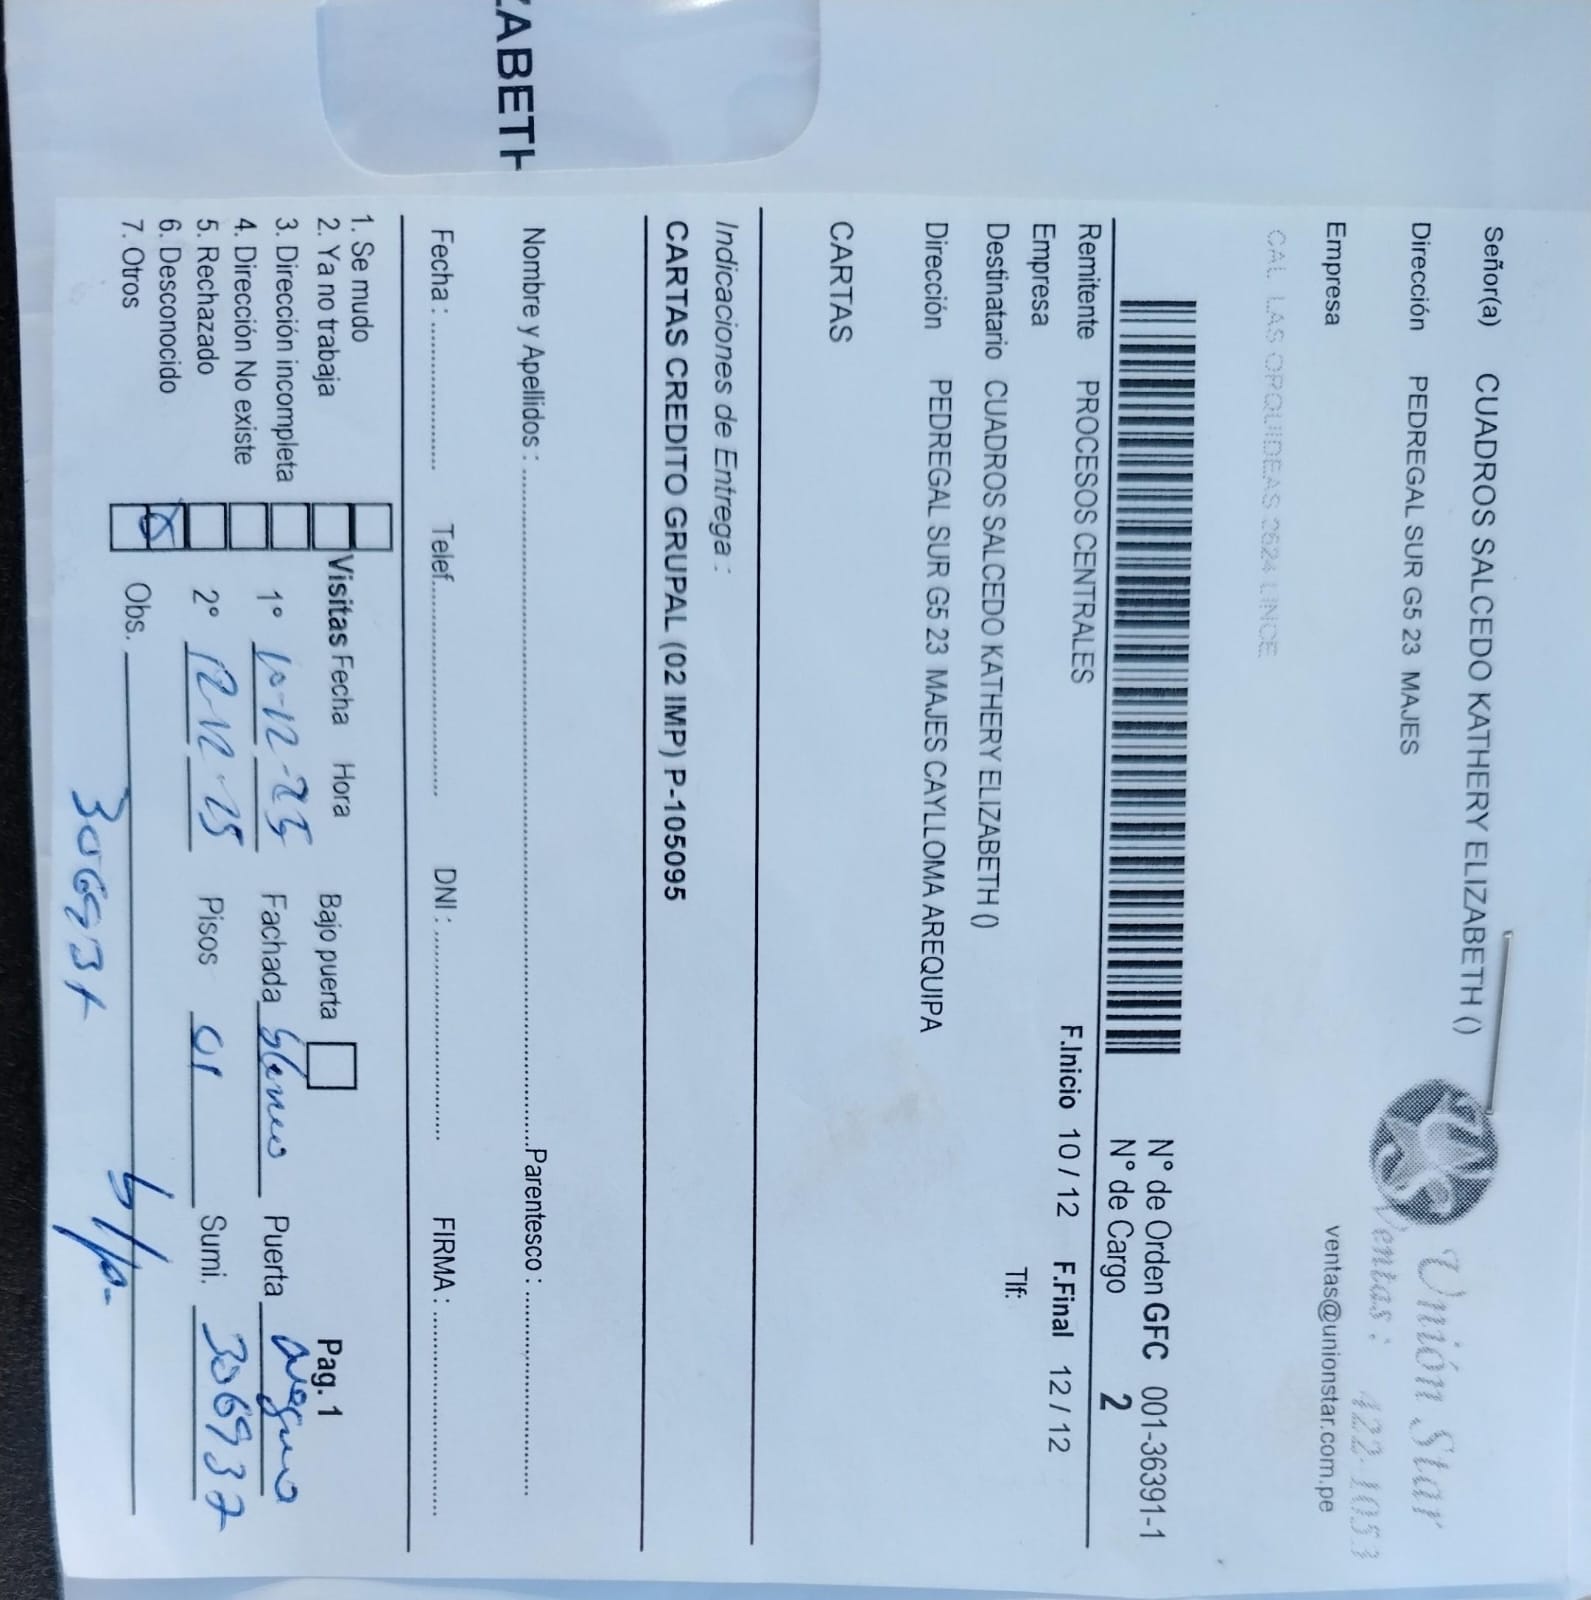 ZABETH
Señor(a) CUADROS SALCEDO KATHERY ELIZABETH ()
Dirección PEDREGAL SUR G5 23 MAJES
Empresa
Unión Star
Ventas: 422-1053
ventas@unionstar.com.pe
CAL LAS ORQUIDEAS 2624 LINCE
N° de Orden GFC 001-36391-1
N° de Cargo 2
Remitente PROCESOS CENTRALES F.Inicio 10 / 12 F.Final 12 / 12
Empresa Tlf:
Destinatario CUADROS SALCEDO KATHERY ELIZABETH ()
Dirección PEDREGAL SUR G5 23 MAJES CAYLLOMA AREQUIPA
CARTAS
Indicaciones de Entrega :
CARTAS CREDITO GRUPAL (02 IMP) P-105095
Nombre y Apellidos : Parentesco :
Fecha : Telef. DNI : FIRMA :
1. Se mudo
2. Ya no trabaja Visitas Fecha Hora Bajo puerta Pag. 1
3. Dirección incompleta 1° 10-12-25 Fachada Puerta
4. Dirección No existe
5. Rechazado 2° 12-12-25 Pisos 01 Sumi. 306937
6. Desconocido
7. Otros Obs.
306937